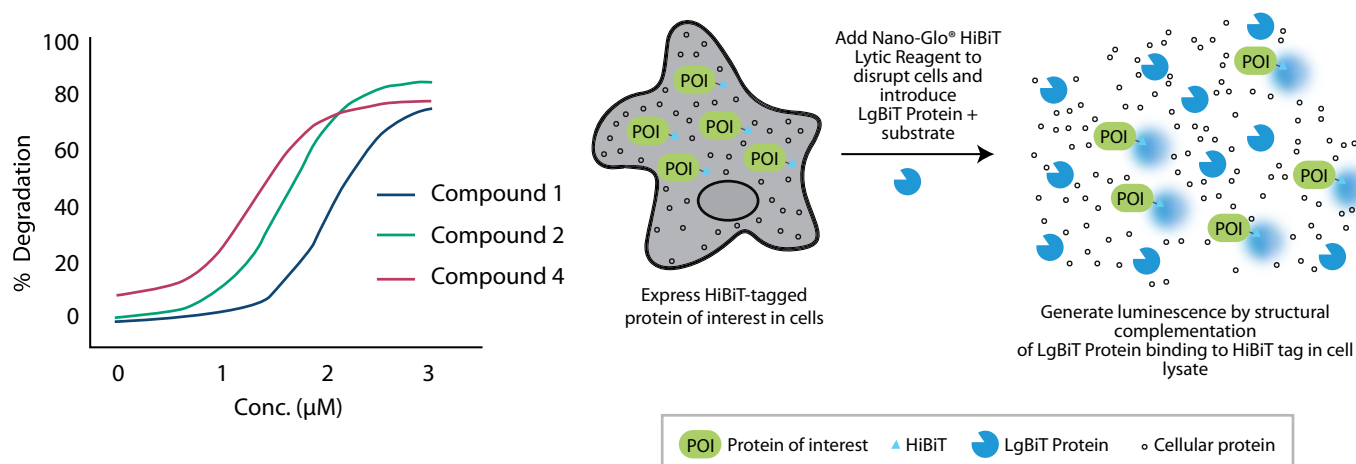 100
80
60
40
20
0
% Degradation
0 1 2 3
Conc. (µM)
Compound 1
Compound 2
Compound 4
POI
POI
POI
POI
POI
Express HiBiT-tagged
protein of interest in cells
Add Nano-Glo® HiBiT
Lytic Reagent to
disrupt cells and
introduce
LgBiT Protein +
substrate
POI
POI
POI
POI
POI
Generate luminescence by structural
complementation
of LgBiT Protein binding to HiBiT tag in cell
lysate
POI Protein of interest HiBiT LgBiT Protein Cellular protein